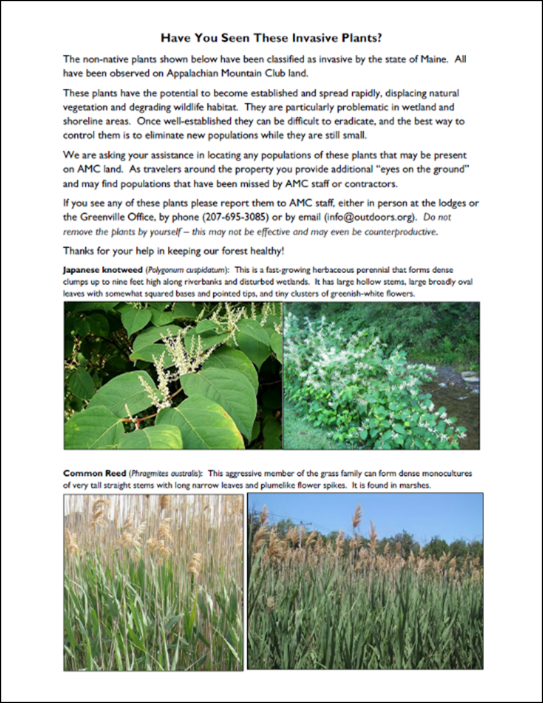 Have You Seen These Invasive Plants?
The non-native plants shown below have been classified as invasive by the state of Maine. All
have been observed on Appalachian Mountain Club land.
These plants have the potential to become established and spread rapidly, displacing natural
vegetation and degrading wildlife habitat. They are particularly problematic in wetland and
shoreline areas. Once well-established they can be difficult to eradicate, and the best way to
control them is to eliminate new populations while they are still small.
We are asking your assistance in locating any populations of these plants that may be present
on AMC land. As travelers around the property you provide additional “eyes on the ground”
and may find populations that have been missed by AMC staff or contractors.
If you see any of these plants please report them to AMC staff, either in person at the lodges or
the Greenville Office, by phone (207-695-3085) or by email (info@outdoors.org). Do not
remove the plants by yourself – this may not be effective and may even be counterproductive.
Thanks for your help in keeping our forest healthy!
Japanese knotweed (Polygonum cuspidatum): This is a fast-growing herbaceous perennial that forms dense
clumps up to nine feet high along riverbanks and disturbed wetlands. It has large hollow stems, large broadly oval
leaves with somewhat squared bases and pointed tips, and tiny clusters of greenish-white flowers.
Common Reed (Phragmites australis): This aggressive member of the grass family can form dense monocultures
of very tall straight stems with long narrow leaves and plumelike flower spikes. It is found in marshes.